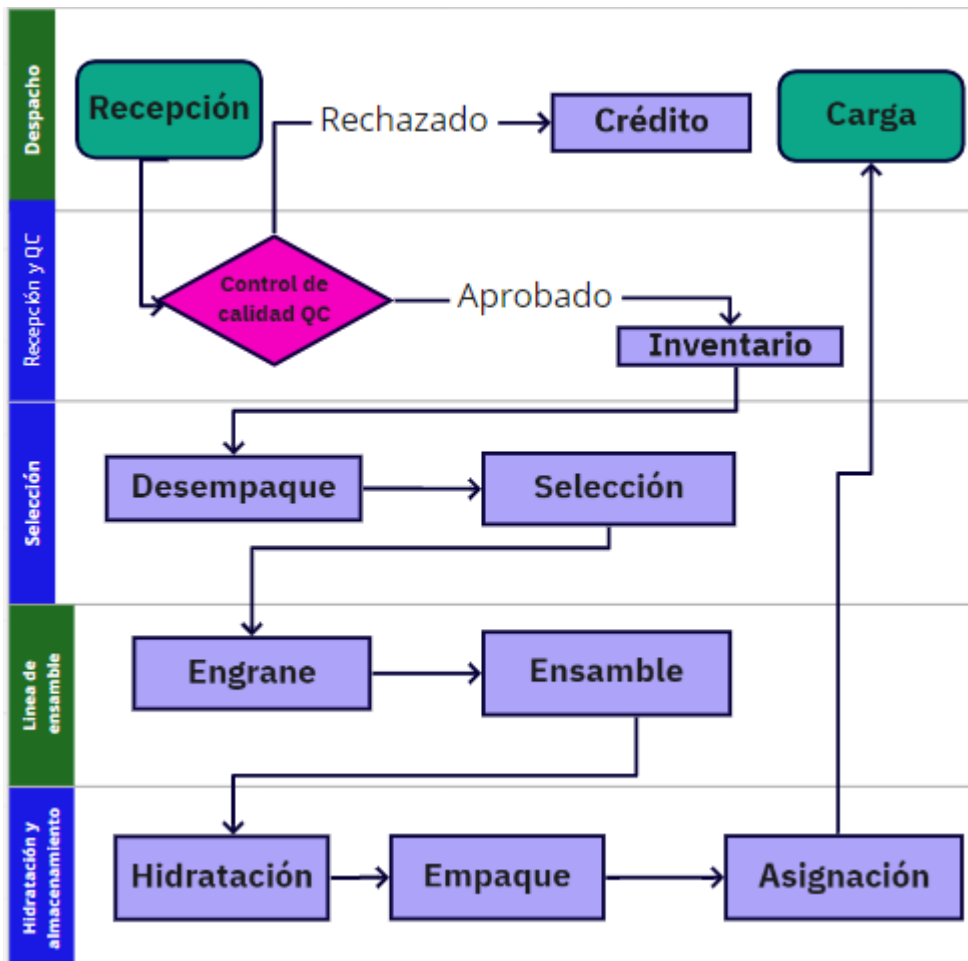 Despacho
Recepción
Rechazado
Crédito
Carga
Recepción y QC
Control de
calidad QC
Aprobado
Inventario
Selección
Desempaque
Selección
Linea de
ensamble
Engrane
Ensamble
Hidratación y
almacenamiento
Hidratación
Empaque
Asignación